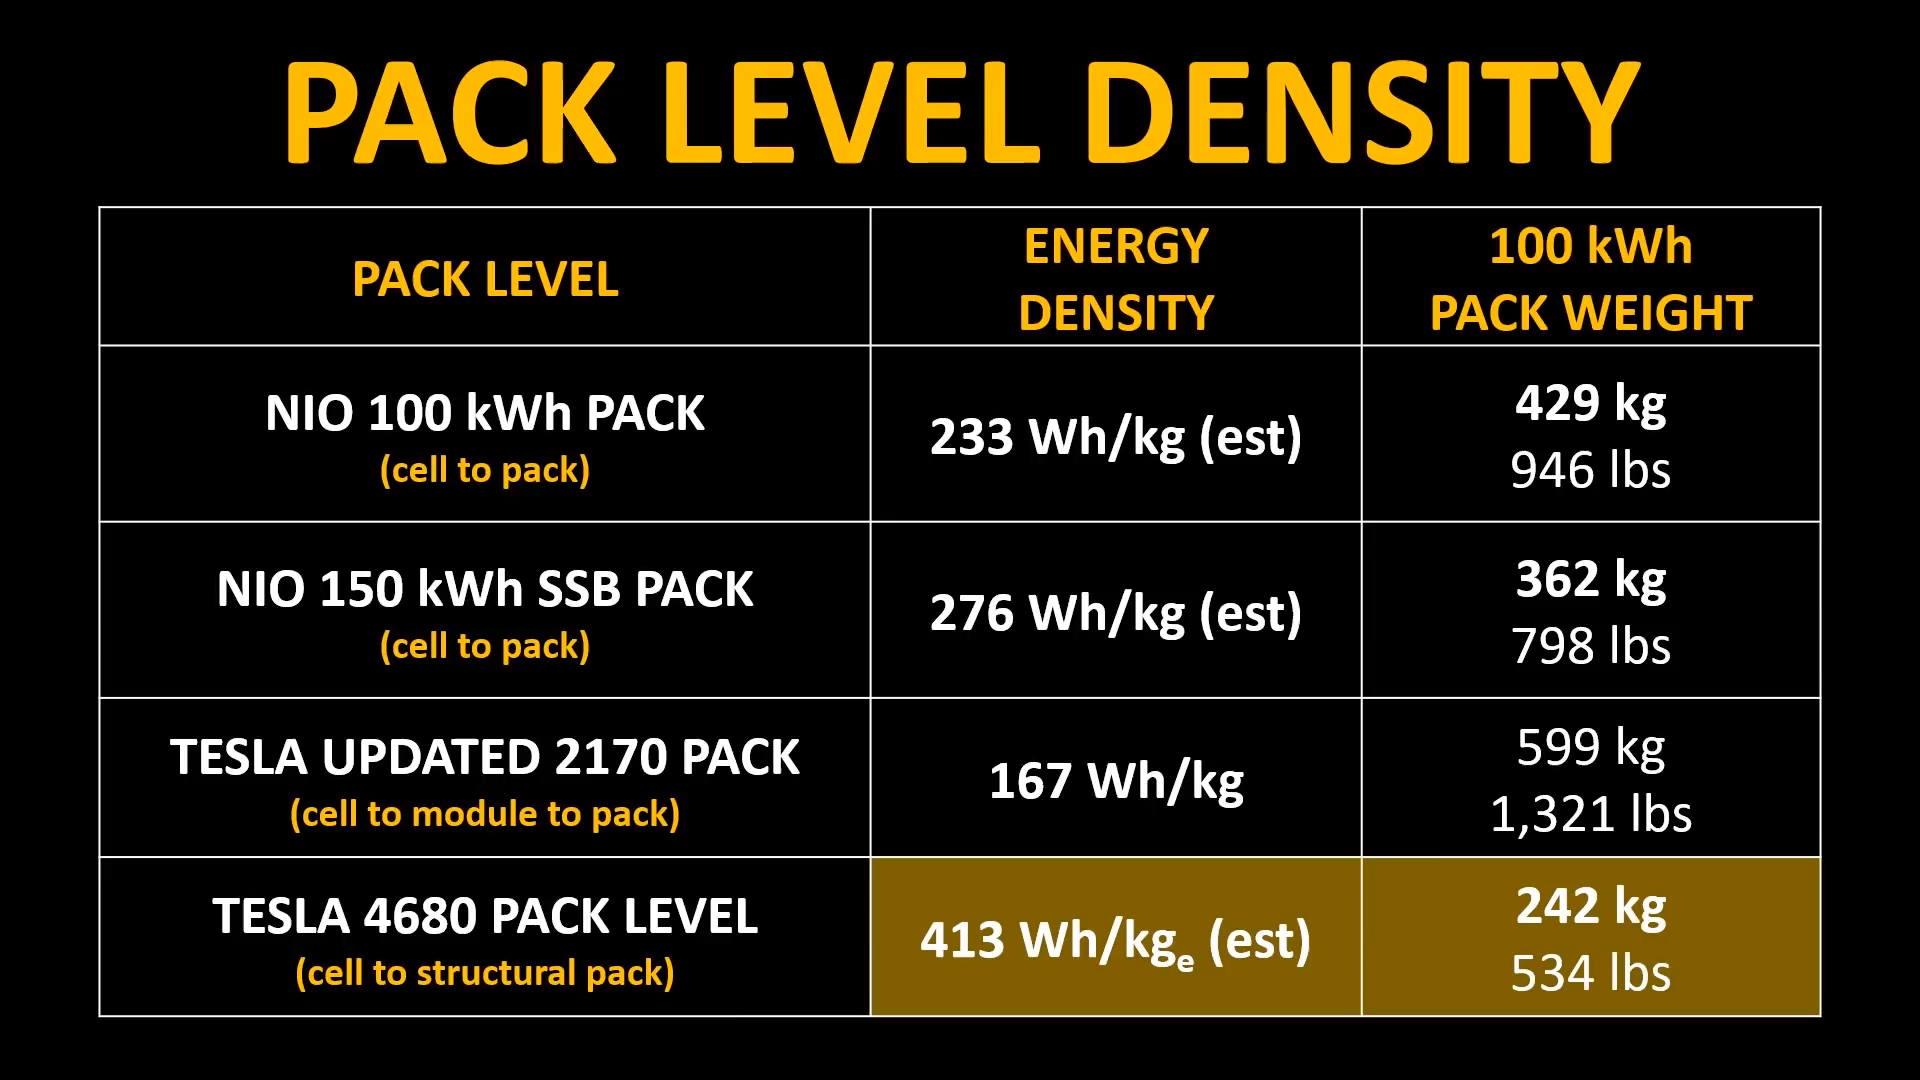 PACK LEVEL DENSITY
PACK LEVEL
ENERGY
DENSITY
100 kWh
PACK WEIGHT
NIO 100 kWh PACK
(cell to pack)
233 Wh/kg (est)
429 kg
946 lbs
NIO 150 kWh SSB PACK
(cell to pack)
276 Wh/kg (est)
362 kg
798 lbs
TESLA UPDATED 2170 PACK
(cell to module to pack)
167 Wh/kg
599 kg
1,321 lbs
TESLA 4680 PACK LEVEL
(cell to structural pack)
413 Wh/kgₑ (est)
242 kg
534 lbs